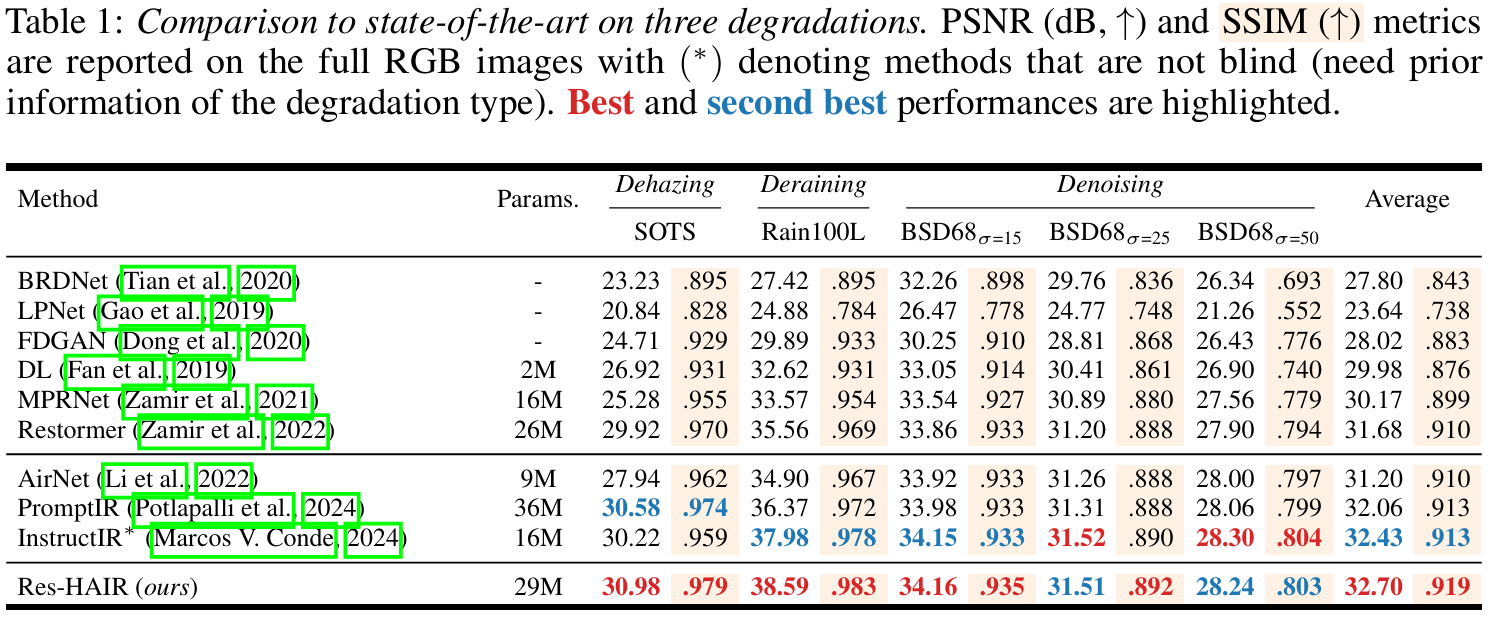 Table 1: Comparison to state-of-the-art on three degradations. PSNR (dB, ↑) and SSIM (↑) metrics
are reported on the full RGB images with (*) denoting methods that are not blind (need prior
information of the degradation type). Best and second best performances are highlighted.
Method Params. Dehazing Deraining Denoising Average
SOTS Rain100L BSD68σ=15 BSD68σ=25 BSD68σ=50
BRDNet (Tian et al., 2020) - 23.23 .895 27.42 .895 32.26 .898 29.76 .836 26.34 .693 27.80 .843
LPNet (Gao et al., 2019) - 20.84 .828 24.88 .784 26.47 .778 24.77 .748 21.26 .552 23.64 .738
FDGAN (Dong et al., 2020) - 24.71 .929 29.89 .933 30.25 .910 28.81 .868 26.43 .776 28.02 .883
DL (Fan et al., 2019) 2M 26.92 .931 32.62 .931 33.05 .914 30.41 .861 26.90 .740 29.98 .876
MPRNet (Zamir et al., 2021) 16M 25.28 .955 33.57 .954 33.54 .927 30.89 .880 27.56 .779 30.17 .899
Restormer (Zamir et al., 2022) 26M 29.92 .970 35.56 .969 33.86 .933 31.20 .888 27.90 .794 31.68 .910
AirNet (Li et al., 2022) 9M 27.94 .962 34.90 .967 33.92 .933 31.26 .888 28.00 .797 31.20 .910
PromptIR (Potlapalli et al., 2024) 36M 30.58 .974 36.37 .972 33.98 .933 31.31 .888 28.06 .799 32.06 .913
InstructIR* (Marcos V. Conde, 2024) 16M 30.22 .959 37.98 .978 34.15 .933 31.52 .890 28.30 .804 32.43 .913
Res-HAIR (ours) 29M 30.98 .979 38.59 .983 34.16 .935 31.51 .892 28.24 .803 32.70 .919